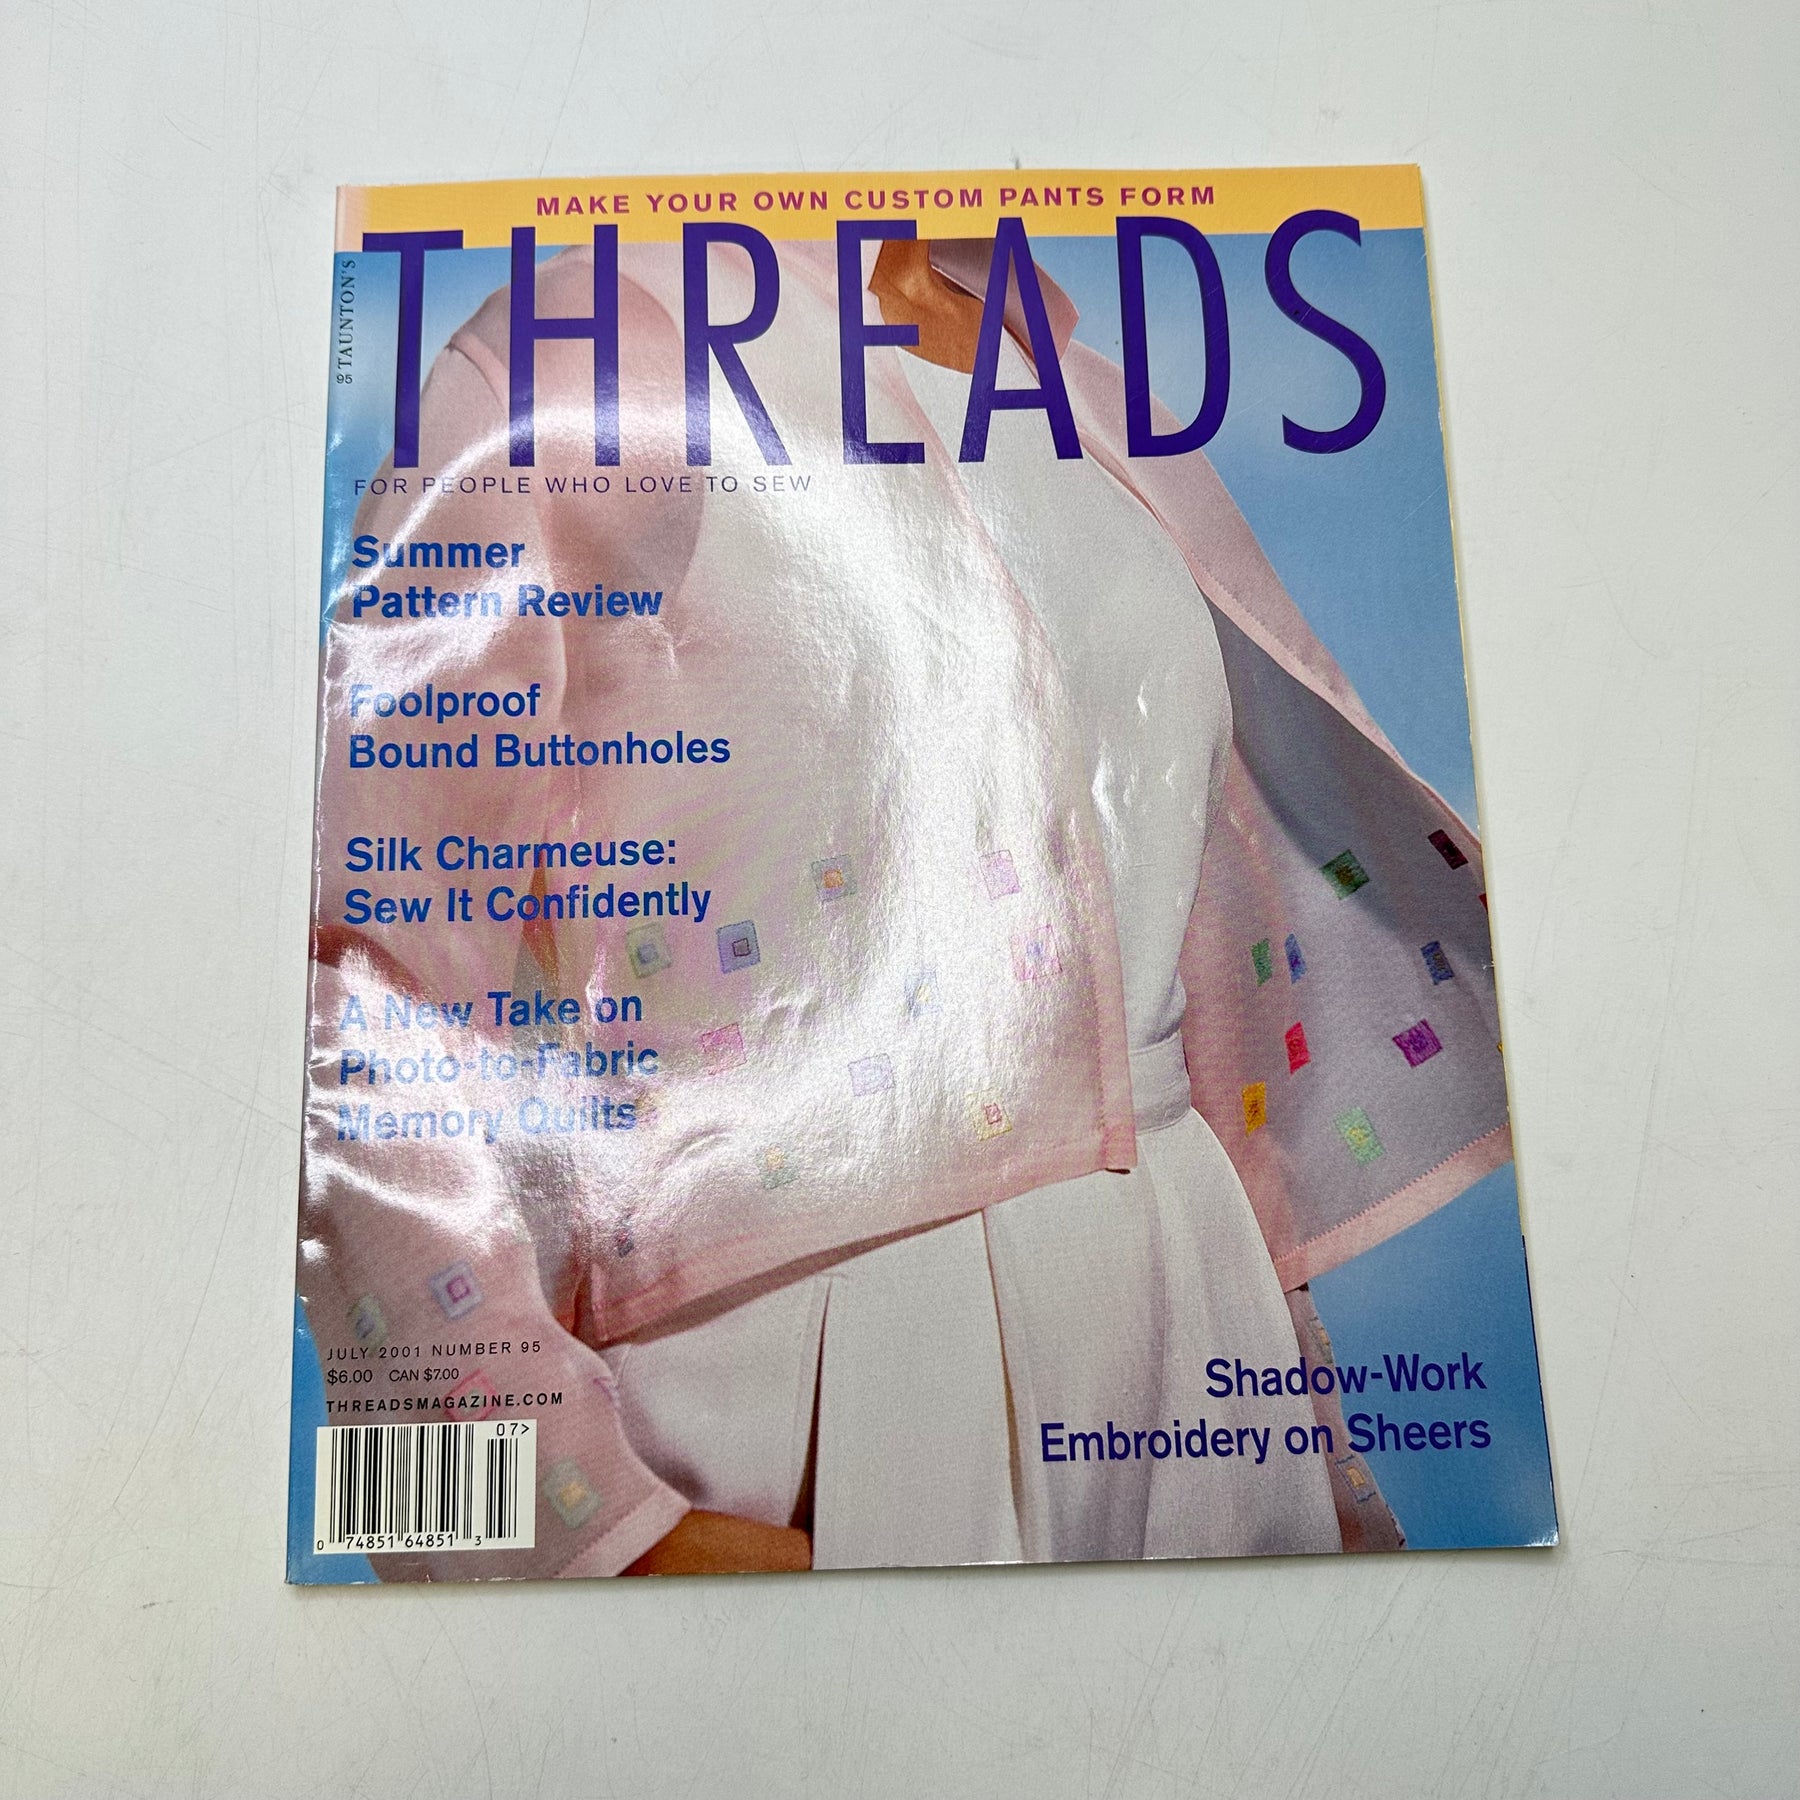 MAKE YOUR OWN CUSTOM PANTS FORM
TAUNTON'S
95
THREADS
FOR PEOPLE WHO LOVE TO SEW
Summer
Pattern Review
Foolproof
Bound Buttonholes
Silk Charmeuse:
Sew It Confidently
A New Take on
Photo-to-Fabric
Memory Quilts
JULY 2001 NUMBER 95
$6.00 CAN $7.00
THREADSMAGAZINE.COM
07>
0 74851 64851 3
Shadow-Work
Embroidery on Sheers